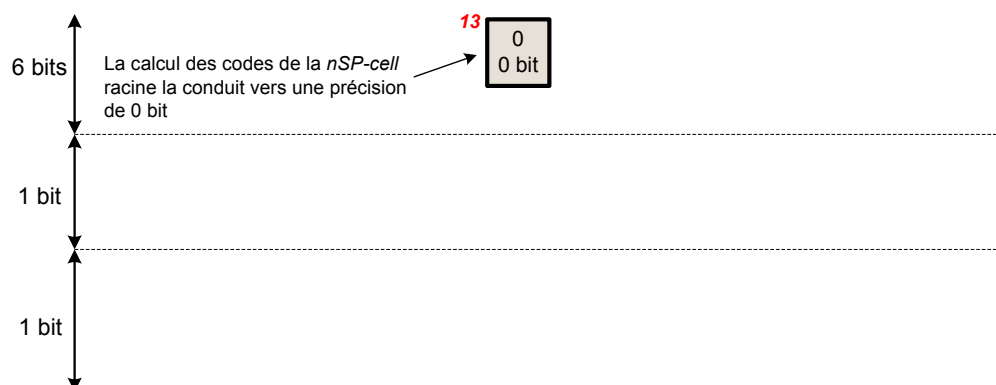 13
0
0 bit
6 bits
La calcul des codes de la nSP-cell
racine la conduit vers une précision
de 0 bit
1 bit
1 bit